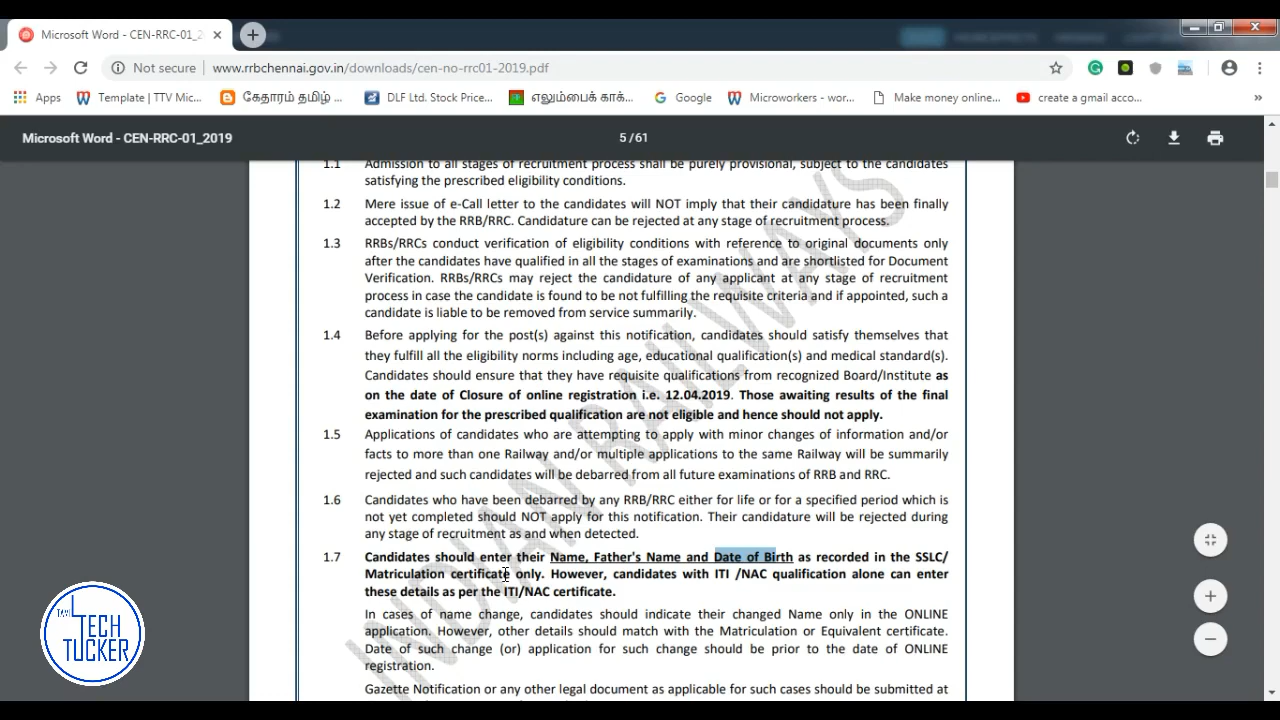 Microsoft Word - CEN-RRC-01_2
Not secure
www.rrbchennai.gov.in/downloads/cen-no-rrc01-2019.pdf
Apps
Template | TTV Mic...
கேதாரம் தமிழ் ...
DLF Ltd. Stock Price...
எலும்பைக் காக்...
Google
Microworkers - wor...
Make money online...
create a gmail acco...
»
Microsoft Word - CEN-RRC-01_2019
5 / 61
1.1 Admission to all stages of recruitment process shall be purely provisional, subject to the candidates
satisfying the prescribed eligibility conditions.
1.2 Mere issue of e-Call letter to the candidates will NOT imply that their candidature has been finally
accepted by the RRB/RRC. Candidature can be rejected at any stage of recruitment process.
1.3 RRBs/RRCs conduct verification of eligibility conditions with reference to original documents only
after the candidates have qualified in all the stages of examinations and are shortlisted for Document
Verification. RRBs/RRCs may reject the candidature of any applicant at any stage of recruitment
process in case the candidate is found to be not fulfilling the requisite criteria and if appointed, such a
candidate is liable to be removed from service summarily.
1.4 Before applying for the post(s) against this notification, candidates should satisfy themselves that
they fulfill all the eligibility norms including age, educational qualification(s) and medical standard(s).
Candidates should ensure that they have requisite qualifications from recognized Board/Institute as
on the date of Closure of online registration i.e. 12.04.2019. Those awaiting results of the final
examination for the prescribed qualification are not eligible and hence should not apply.
1.5 Applications of candidates who are attempting to apply with minor changes of information and/or
facts to more than one Railway and/or multiple applications to the same Railway will be summarily
rejected and such candidates will be debarred from all future examinations of RRB and RRC.
1.6 Candidates who have been debarred by any RRB/RRC either for life or for a specified period which is
not yet completed should NOT apply for this notification. Their candidature will be rejected during
any stage of recruitment as and when detected.
1.7 Candidates should enter their Name, Father's Name and Date of Birth as recorded in the SSLC/
Matriculation certificate only. However, candidates with ITI /NAC qualification alone can enter
these details as per the ITI/NAC certificate.
In cases of name change, candidates should indicate their changed Name only in the ONLINE
application. However, other details should match with the Matriculation or Equivalent certificate.
Date of such change (or) application for such change should be prior to the date of ONLINE
registration.
Gazette Notification or any other legal document as applicable for such cases should be submitted at
INDIAN RAILWAYS
TECH
TUCKER